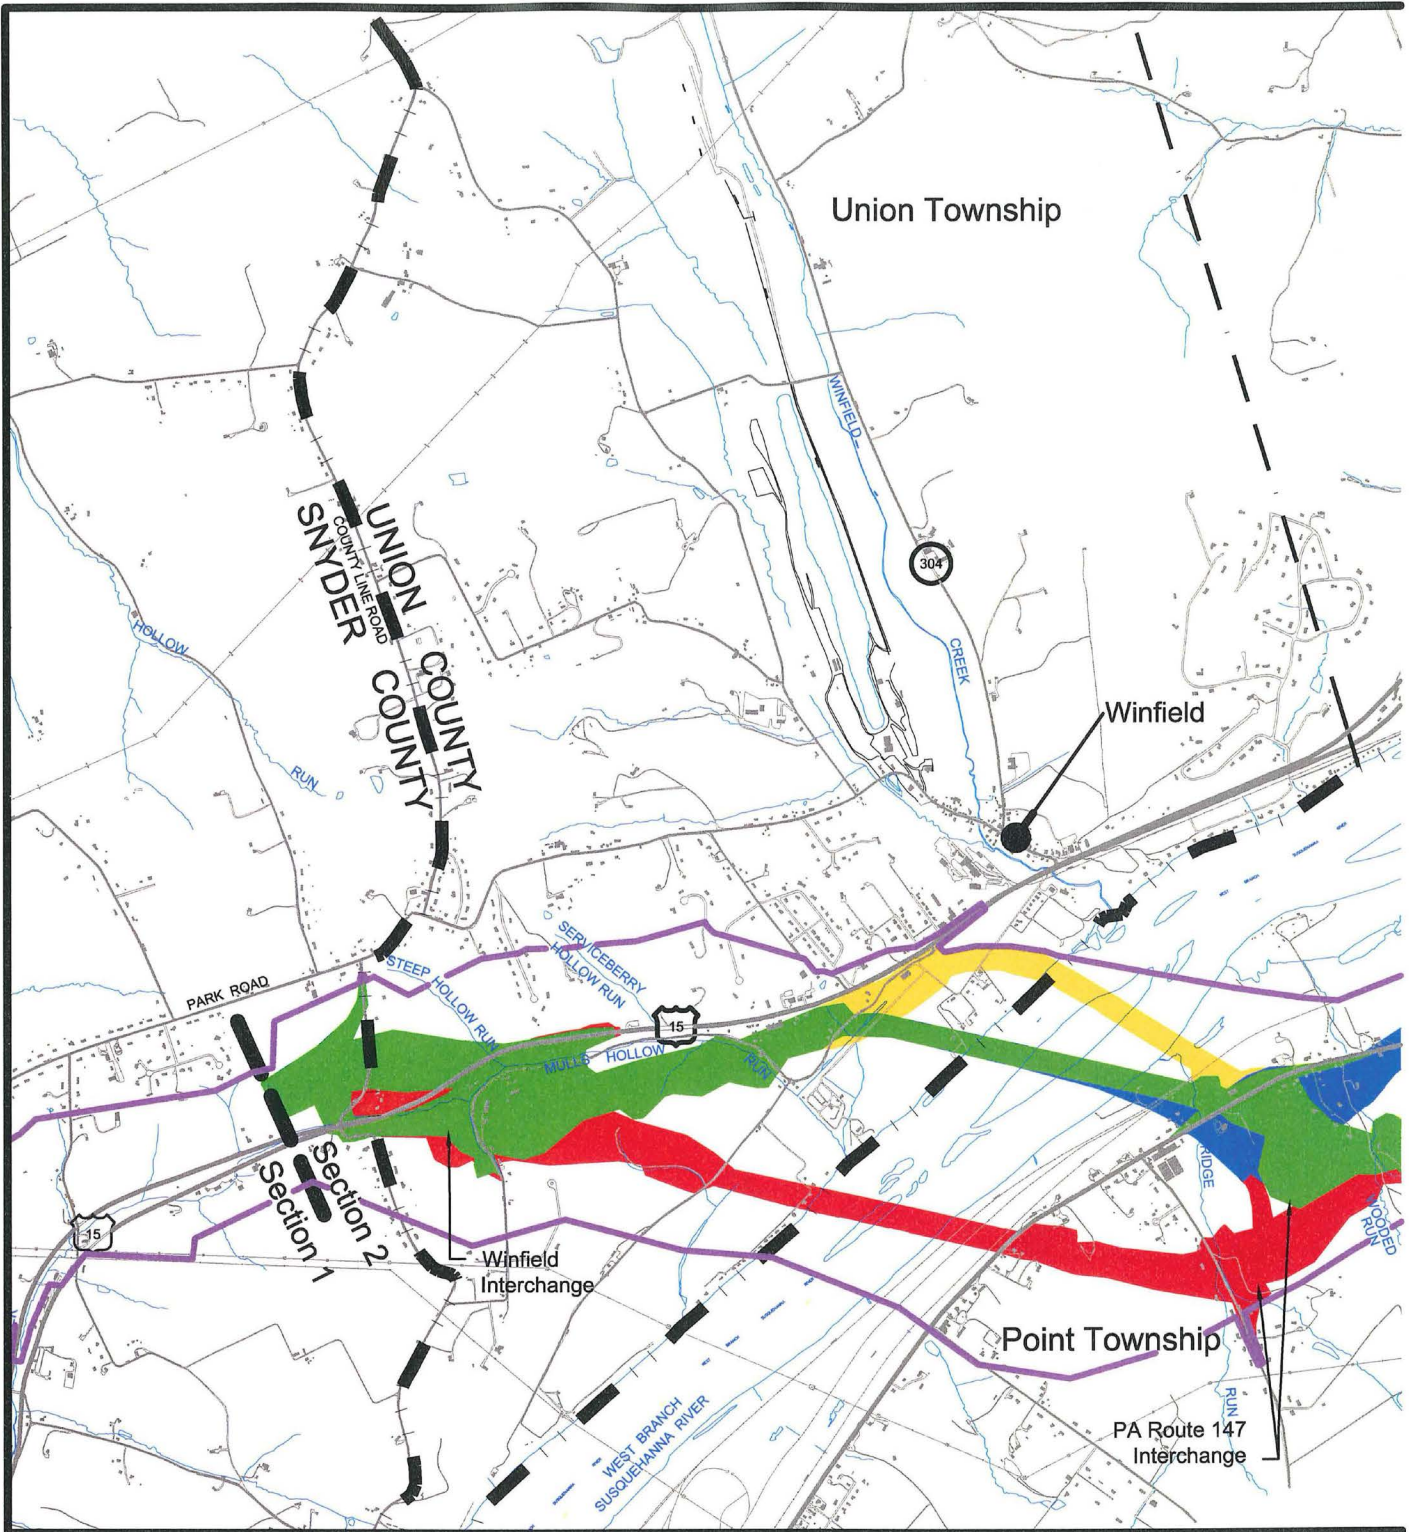 Union Township
WINFIELD
304
UNION COUNTY
COUNTY LINE ROAD
SNYDER COUNTY
HOLLOW
RUN
CREEK
Winfield
SERVICEBERRY
HOLLOW RUN
STEEP
HOLLOW RUN
PARK ROAD
15
MULLS HOLLOW
RUN
Section 2
Section 1
15
Winfield
Interchange
RIDGE
WOODED
RUN
Point Township
RUN
PA Route 147
Interchange
WEST BRANCH
SUSQUEHANNA RIVER